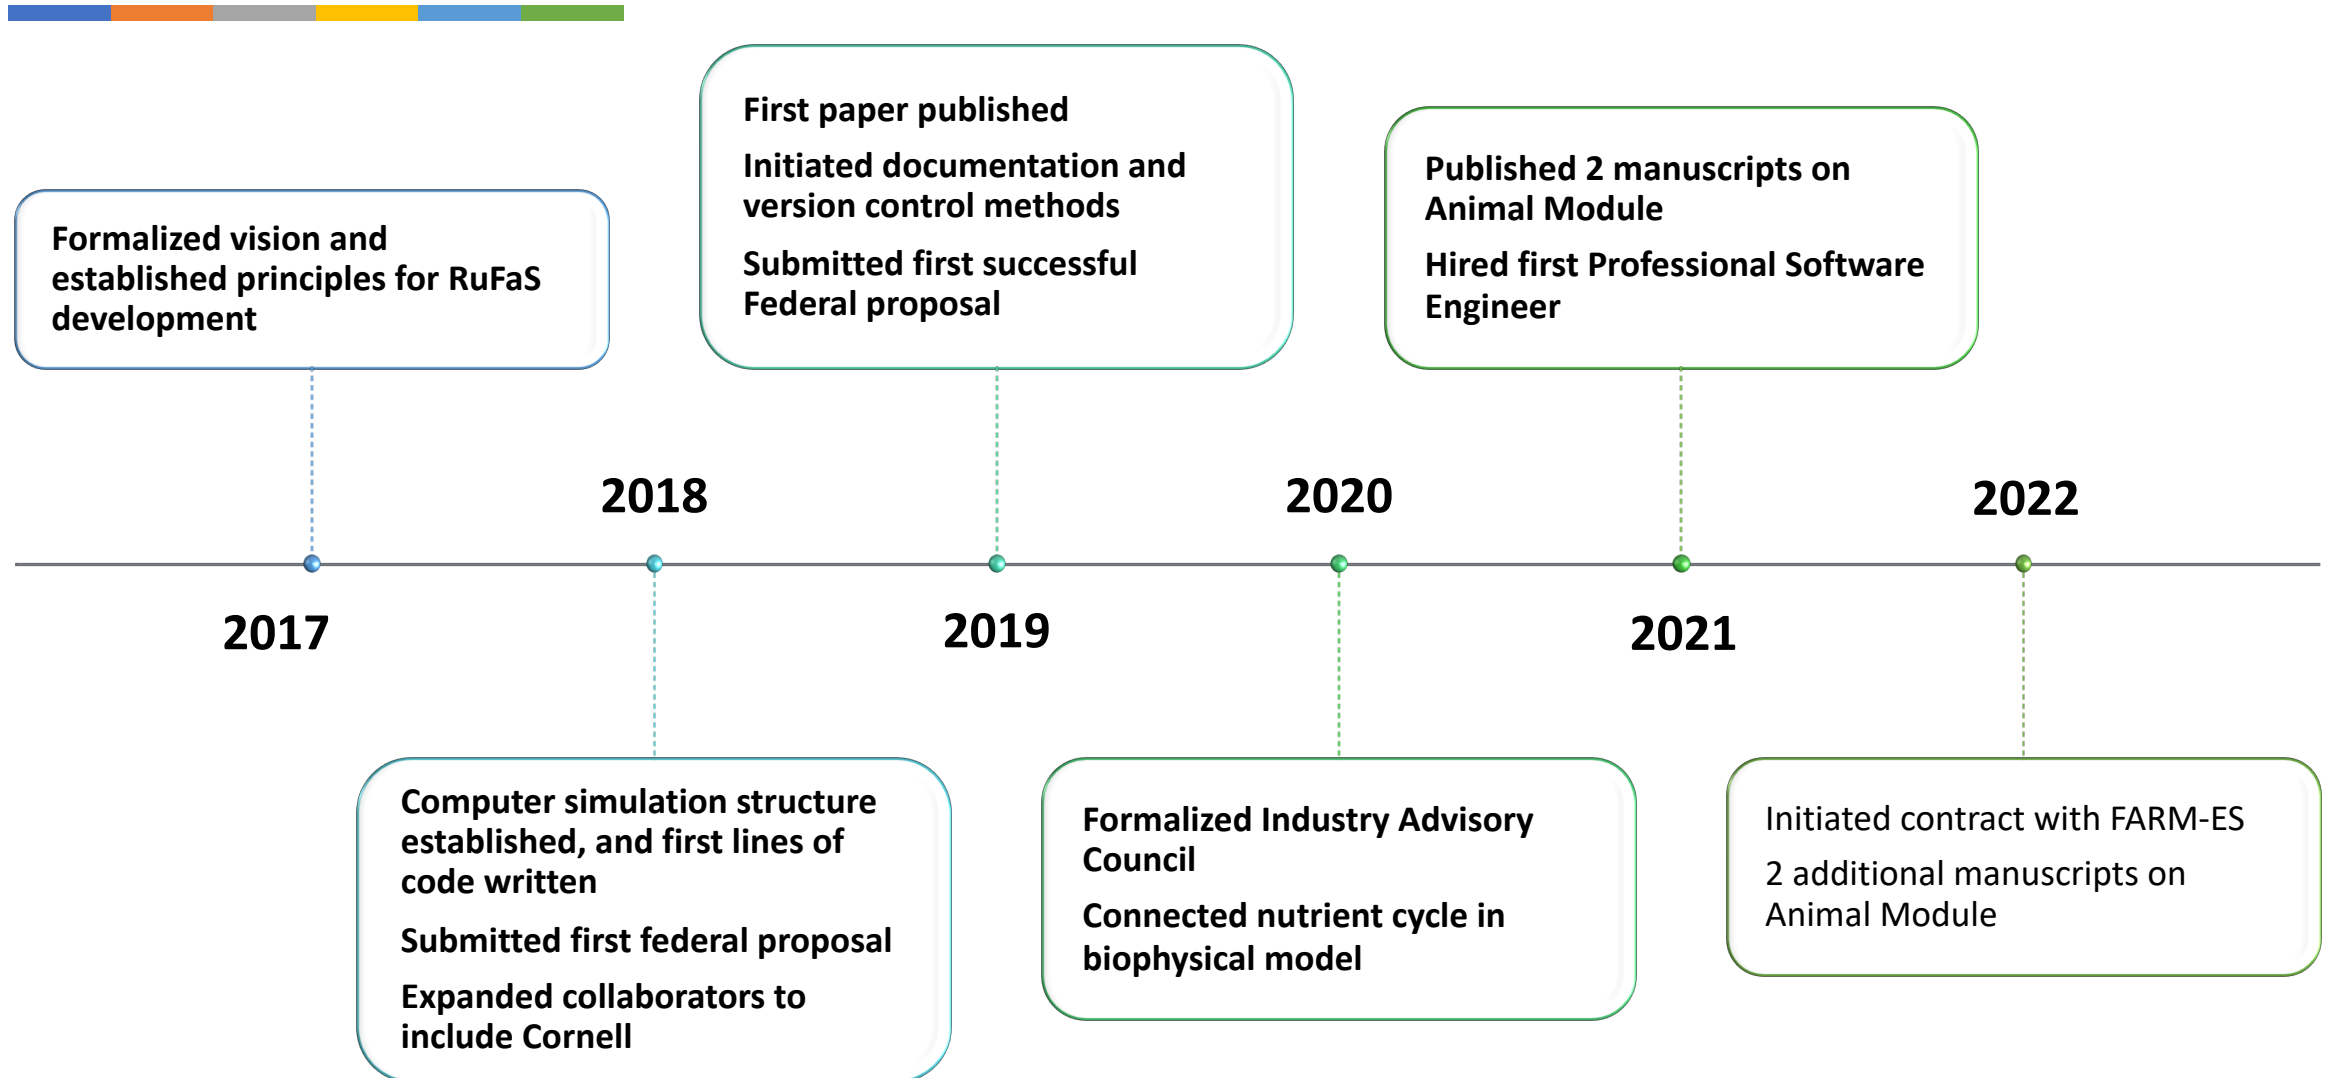 Formalized vision and
established principles for RuFaS
development
2017
2018
Computer simulation structure
established, and first lines of
code written
Submitted first federal proposal
Expanded collaborators to
include Cornell
First paper published
Initiated documentation and
version control methods
Submitted first successful
Federal proposal
2019
2020
Formalized Industry Advisory
Council
Connected nutrient cycle in
biophysical model
Published 2 manuscripts on
Animal Module
Hired first Professional Software
Engineer
2021
2022
Initiated contract with FARM-ES
2 additional manuscripts on
Animal Module